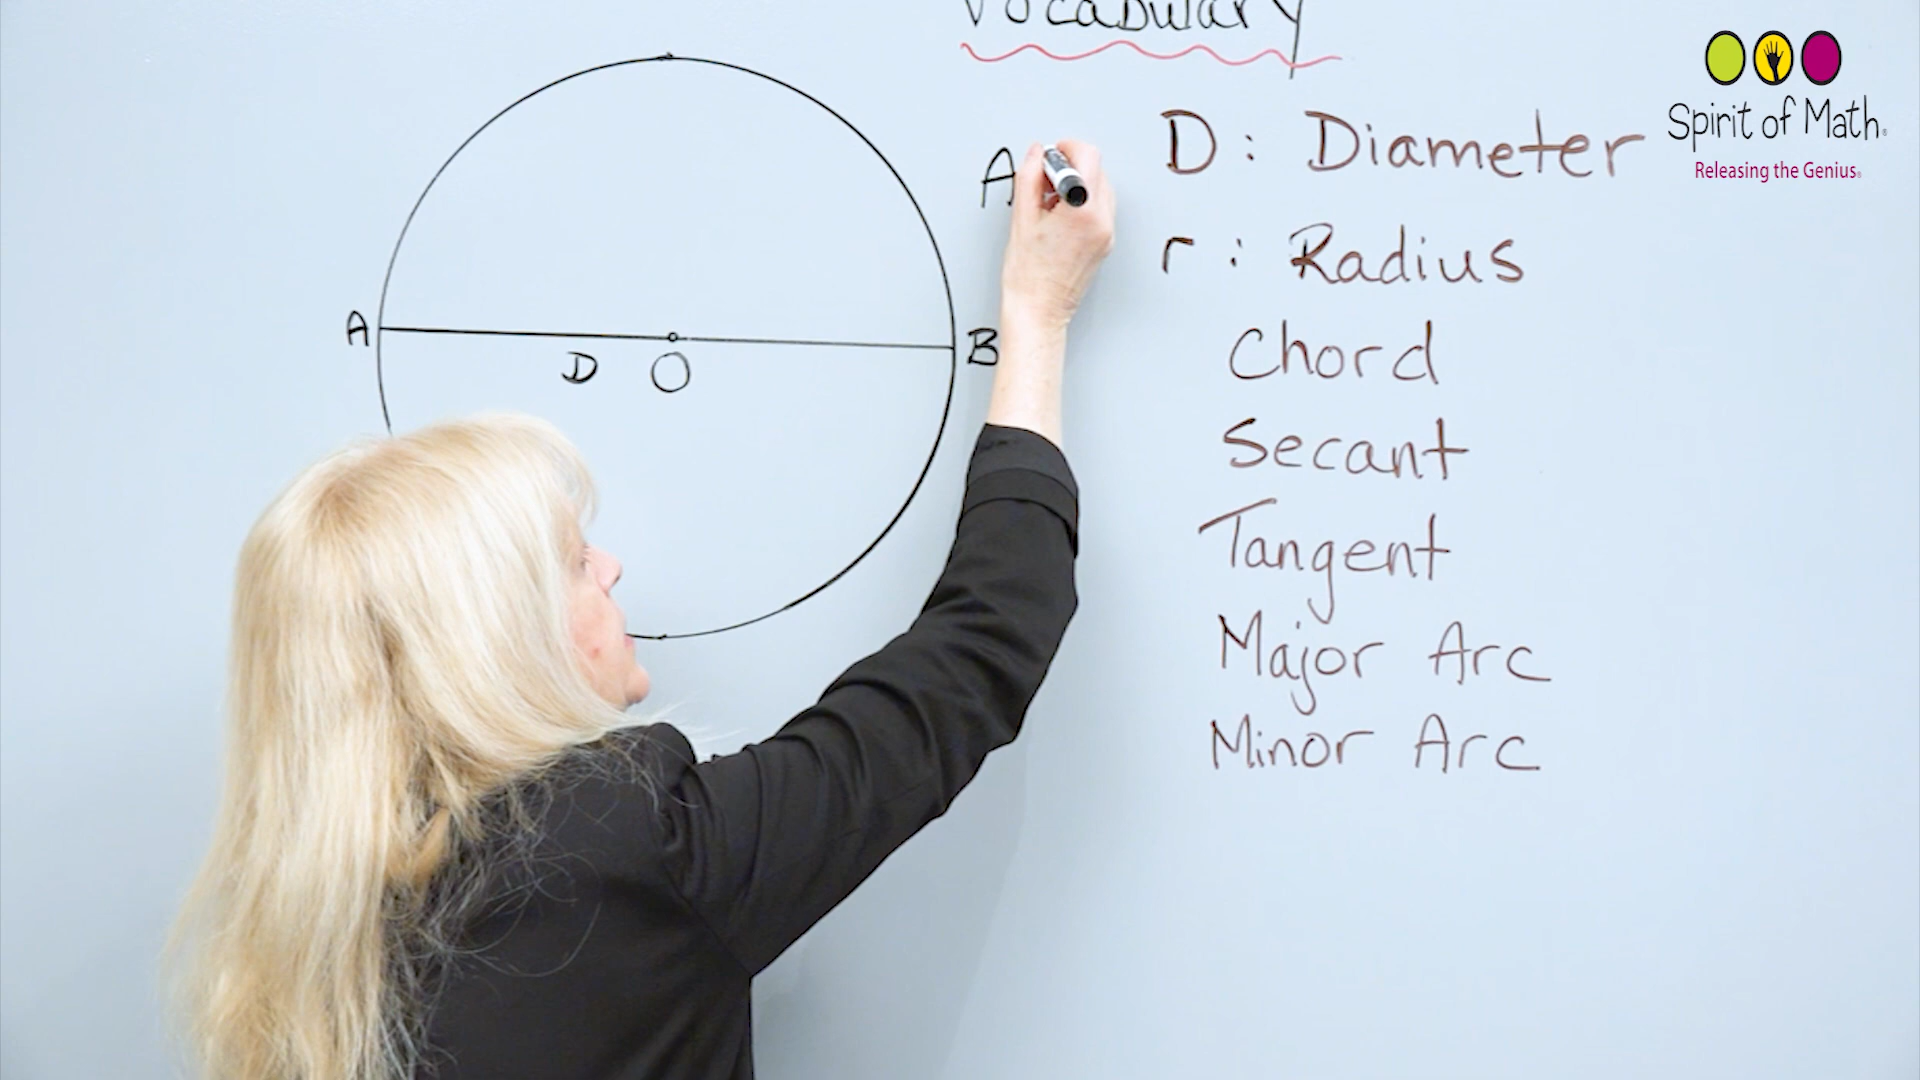 Vocabulary
Spirit of Math
Releasing the Genius
D : Diameter
A
r : Radius
A
B
D
O
Chord
Secant
Tangent
Major Arc
Minor Arc